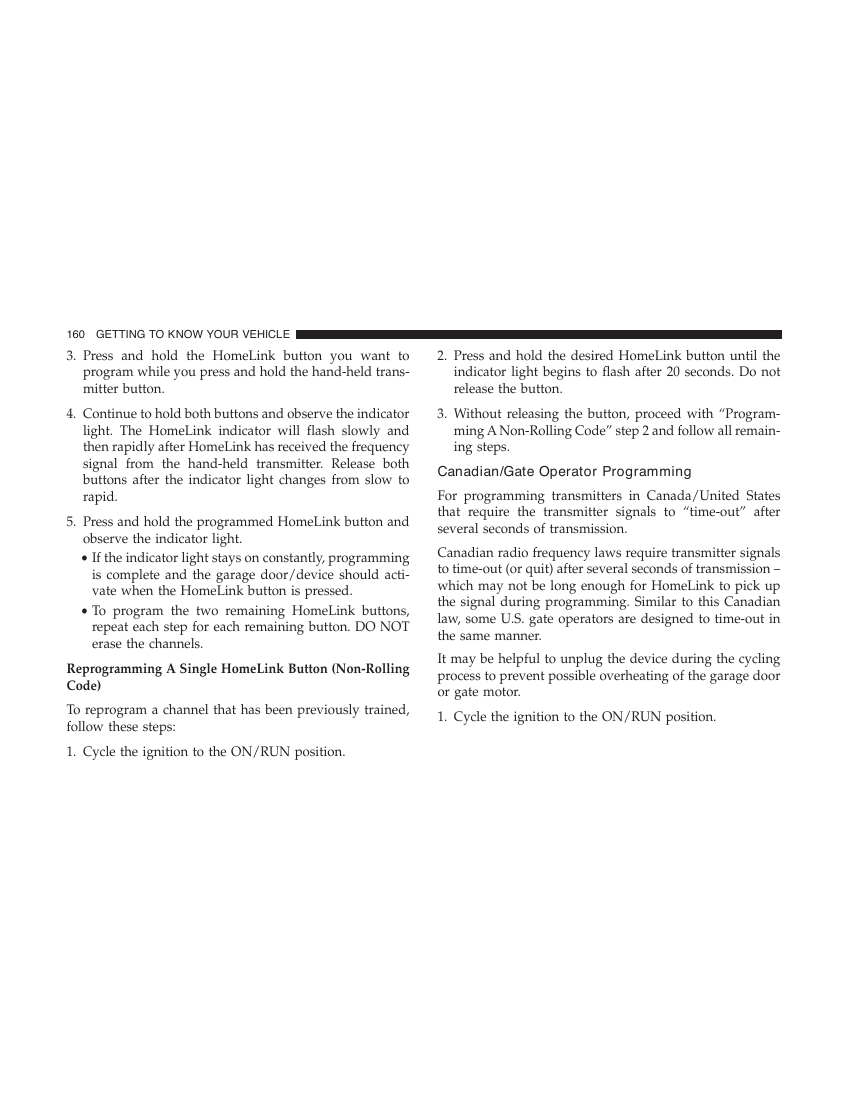 160 GETTING TO KNOW YOUR VEHICLE
3. Press and hold the HomeLink button you want to
program while you press and hold the hand-held trans-
mitter button.
4. Continue to hold both buttons and observe the indicator
light. The HomeLink indicator will flash slowly and
then rapidly after HomeLink has received the frequency
signal from the hand-held transmitter. Release both
buttons after the indicator light changes from slow to
rapid.
5. Press and hold the programmed HomeLink button and
observe the indicator light.
• If the indicator light stays on constantly, programming
is complete and the garage door/device should acti-
vate when the HomeLink button is pressed.
• To program the two remaining HomeLink buttons,
repeat each step for each remaining button. DO NOT
erase the channels.
Reprogramming A Single HomeLink Button (Non-Rolling
Code)
To reprogram a channel that has been previously trained,
follow these steps:
1. Cycle the ignition to the ON/RUN position.
2. Press and hold the desired HomeLink button until the
indicator light begins to flash after 20 seconds. Do not
release the button.
3. Without releasing the button, proceed with “Program-
ming A Non-Rolling Code” step 2 and follow all remain-
ing steps.
Canadian/Gate Operator Programming
For programming transmitters in Canada/United States
that require the transmitter signals to “time-out” after
several seconds of transmission.
Canadian radio frequency laws require transmitter signals
to time-out (or quit) after several seconds of transmission –
which may not be long enough for HomeLink to pick up
the signal during programming. Similar to this Canadian
law, some U.S. gate operators are designed to time-out in
the same manner.
It may be helpful to unplug the device during the cycling
process to prevent possible overheating of the garage door
or gate motor.
1. Cycle the ignition to the ON/RUN position.